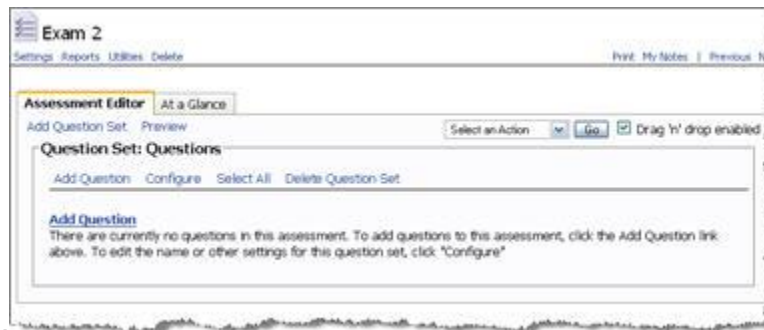 Exam 2
Settings Reports Utilities Delete
Print My Notes | Previous
Assessment Editor At a Glance
Add Question Set Preview
Select an Action Go Drag 'n' drop enabled
Question Set: Questions
Add Question Configure Select All Delete Question Set
Add Question
There are currently no questions in this assessment. To add questions to this assessment, click the Add Question link
above. To edit the name or other settings for this question set, click "Configure"